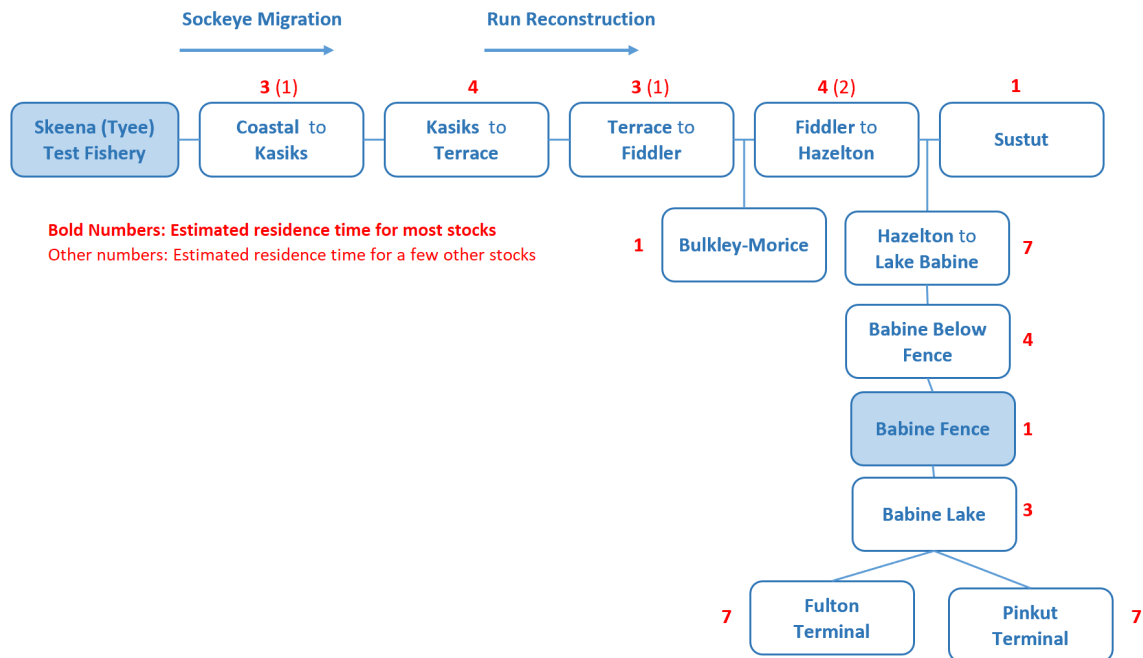 Sockeye Migration
Run Reconstruction
3 (1)
4
3 (1)
4 (2)
1
Skeena (Tyee)
Test Fishery
Coastal to
Kasiks
Kasiks to
Terrace
Terrace to
Fiddler
Fiddler to
Hazelton
Sustut
Bold Numbers: Estimated residence time for most stocks
Other numbers: Estimated residence time for a few other stocks
1
Bulkley-Morice
Hazelton to
Lake Babine
7
Babine Below
Fence
4
Babine Fence
1
Babine Lake
3
7
Fulton
Terminal
Pinkut
Terminal
7